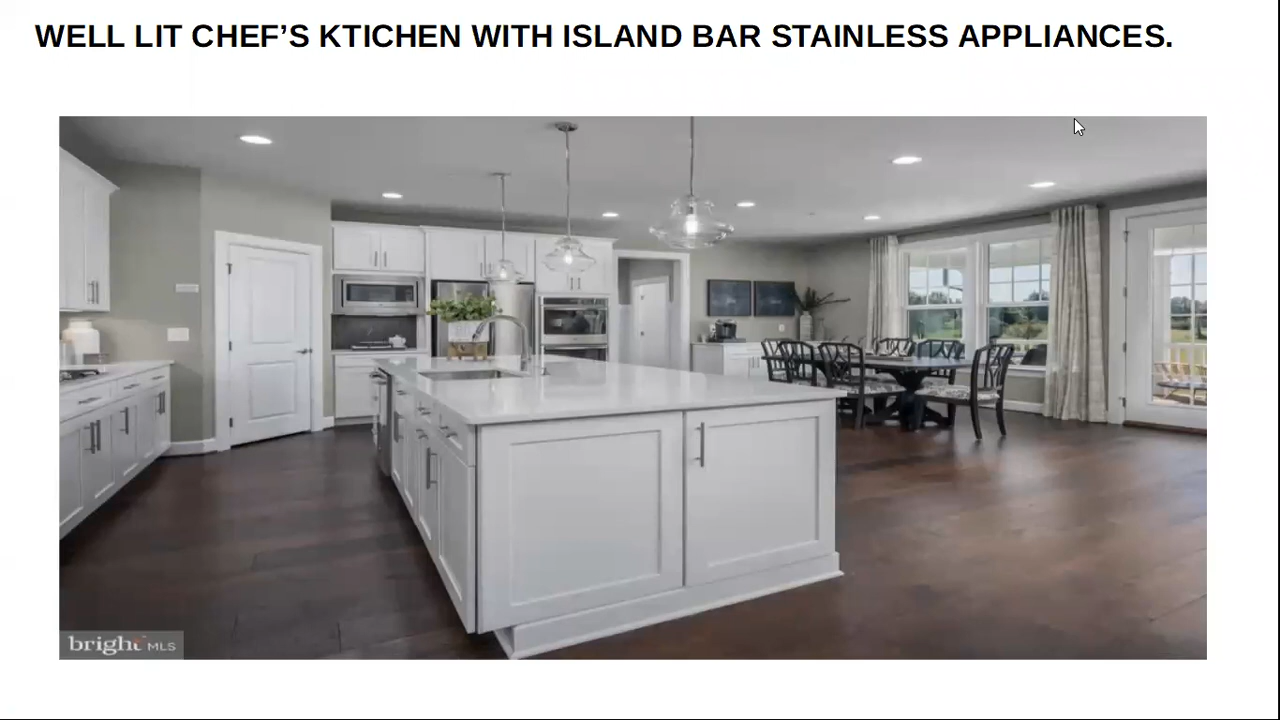 WELL LIT CHEF’S KTICHEN WITH ISLAND BAR STAINLESS APPLIANCES.
bright MLS